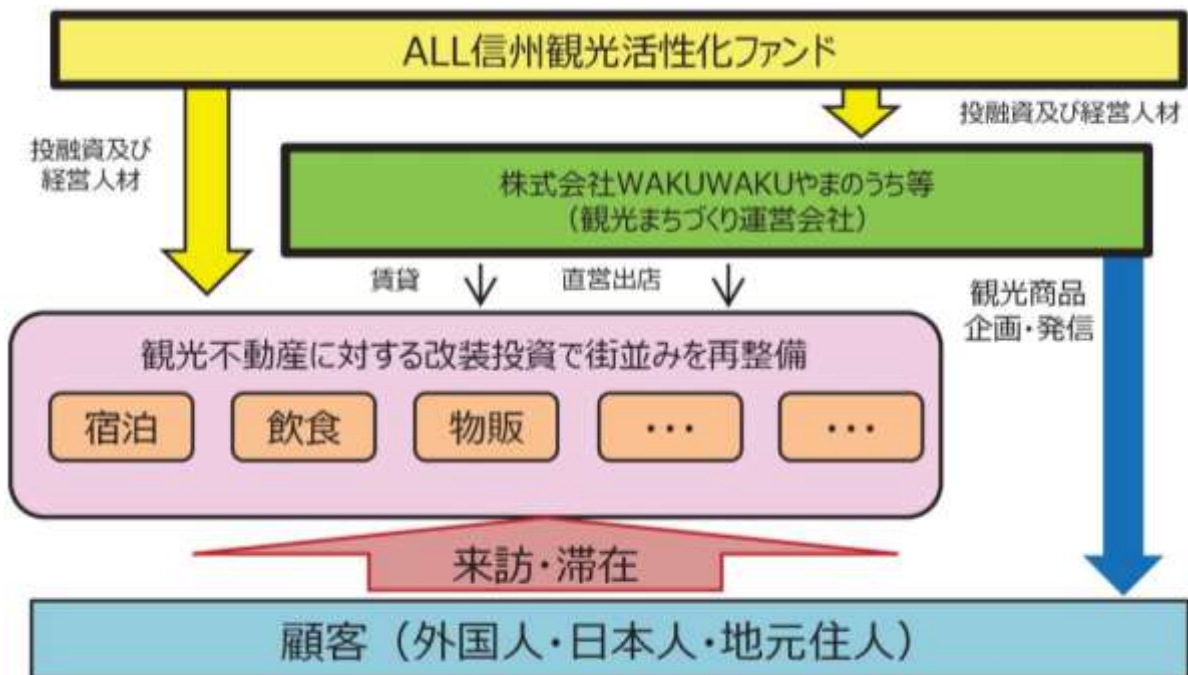 ALL信州観光活性化ファンド
投融資及び経営人材
投融資及び
経営人材
株式会社WAKUWAKUやまのうち等
（観光まちづくり運営会社）
賃貸
直営出店
観光商品
企画・発信
観光不動産に対する改装投資で街並みを再整備
宿泊
飲食
物販
・・・
・・・
来訪・滞在
顧客（外国人・日本人・地元住人）